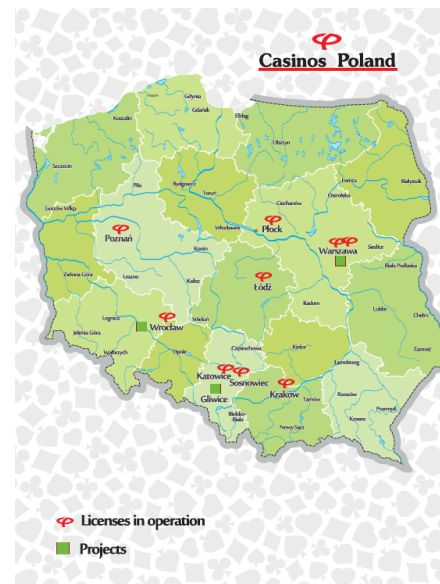 Casinos Poland
Gdynia
Gdańsk
Koszalin
Elbląg
Olsztyn
Szczecin
Piła
Bydgoszcz
Toruń
Łomża
Białystok
Ostrołęka
Ciechanów
Gorzów Wlkp.
Włocławek
Płock
Poznań
Konin
Warszawa
Siedlce
Biała Podlaska
Zielona Góra
Leszno
Kalisz
Łódź
Radom
Lublin
Chełm
Legnica
Wrocław
Wieluń
Zamość
Jelenia Góra
Wałbrzych
Opole
Częstochowa
Kielce
Tarnobrzeg
Katowice
Sosnowiec
Kraków
Gliwice
Tarnów
Rzeszów
Przemyśl
Bielsko-
Biała
Krosno
Nowy Sącz
Licenses in operation
Projects